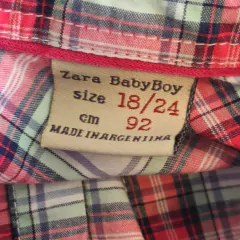 Zara BabyBoy
size 18/24
cm 92
MADE IN ARGENTINA